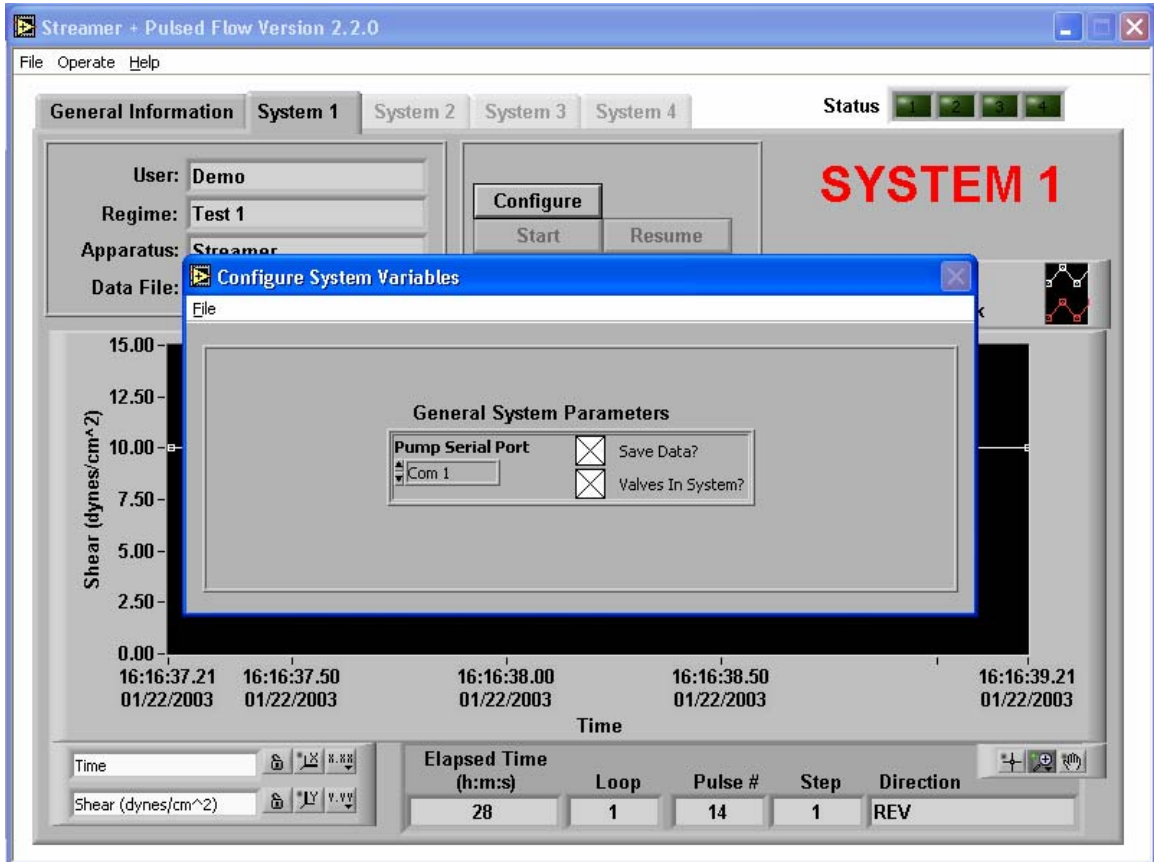 Streamer + Pulsed Flow Version 2.2.0
File Operate Help
General Information System 1 System 2 System 3 System 4
Status 1 2 3 4
User: Demo
Regime: Test 1
Apparatus: Streamer
Data File:
Configure
Start Resume
SYSTEM 1
Configure System Variables
File
General System Parameters
Pump Serial Port
Com 1
Save Data?
Valves In System?
Shear (dynes/cm^2)
15.00
12.50
10.00
7.50
5.00
2.50
0.00
16:16:37.21 16:16:37.50 16:16:38.00 16:16:38.50 16:16:39.21
01/22/2003 01/22/2003 01/22/2003 01/22/2003 01/22/2003
Time
Time X X.XX
Shear (dynes/cm^2) Y Y.YY
Elapsed Time
(h:m:s) Loop Pulse # Step Direction
28 1 14 1 REV